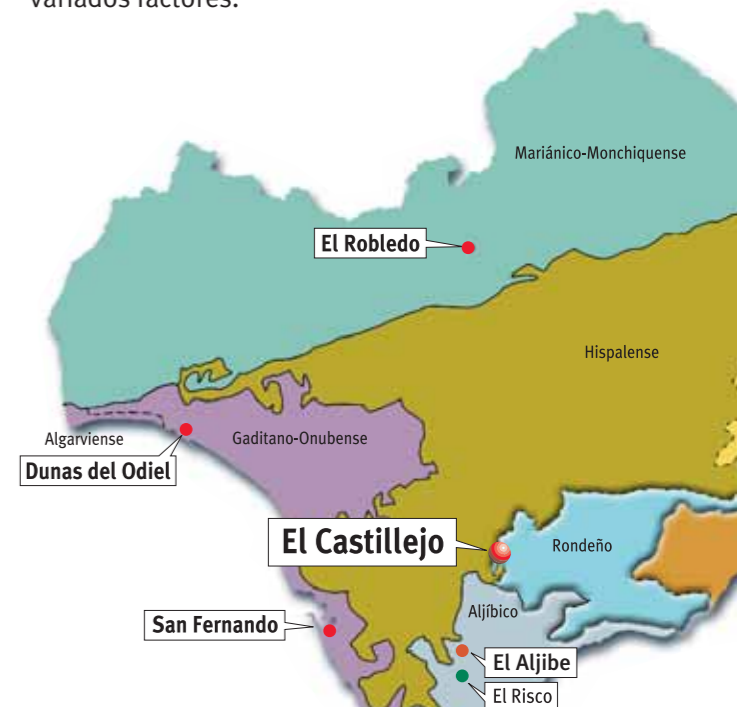 variados factores.
Mariánico-Monchiquense
El Robledo
Hispalense
Algarviense
Gaditano-Onubense
Dunas del Odiel
El Castillejo
Rondeño
Aljíbico
San Fernando
El Aljibe
El Risco